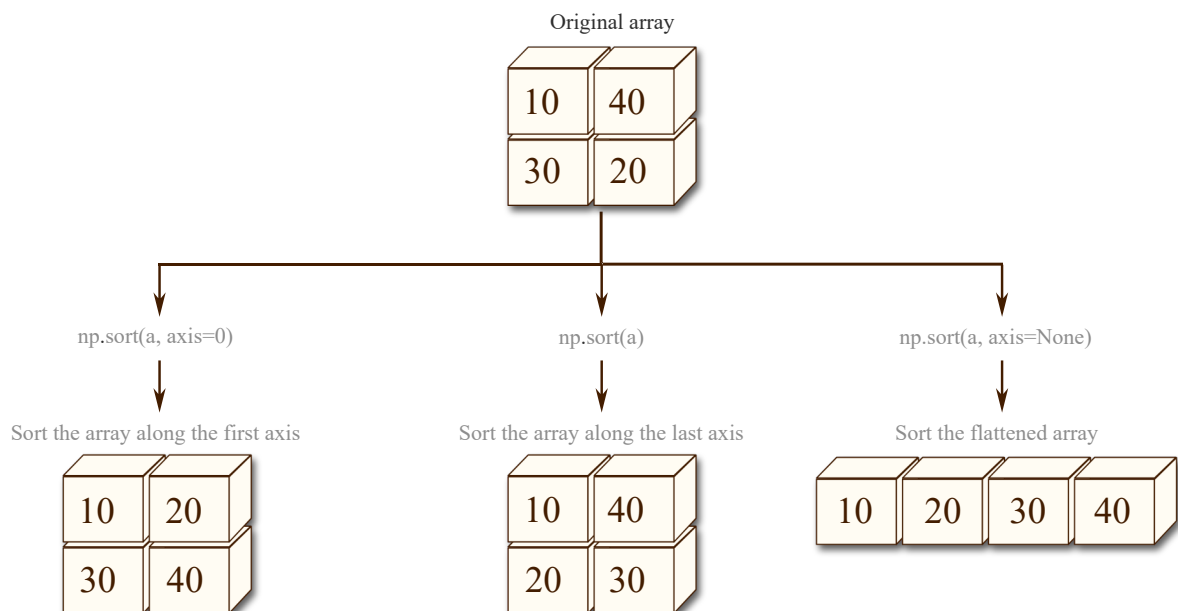 Original array
10 40
30 20
np.sort(a, axis=0)
np.sort(a)
np.sort(a, axis=None)
Sort the array along the first axis
Sort the array along the last axis
Sort the flattened array
10 20
30 40
10 40
20 30
10 20 30 40